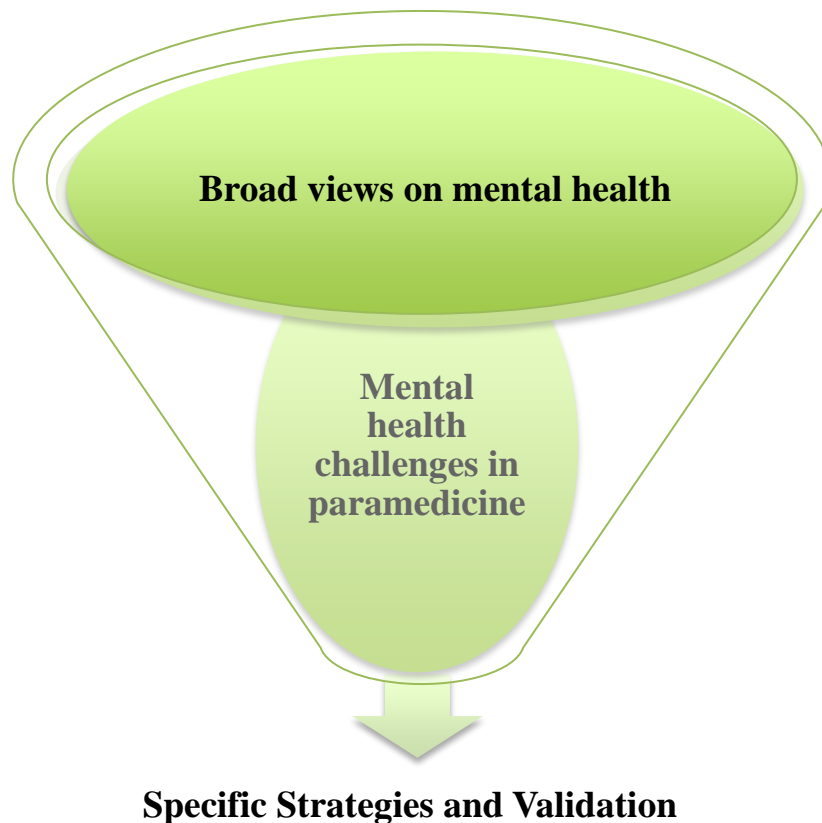 Broad views on mental health
Mental
health
challenges in
paramedicine
Specific Strategies and Validation